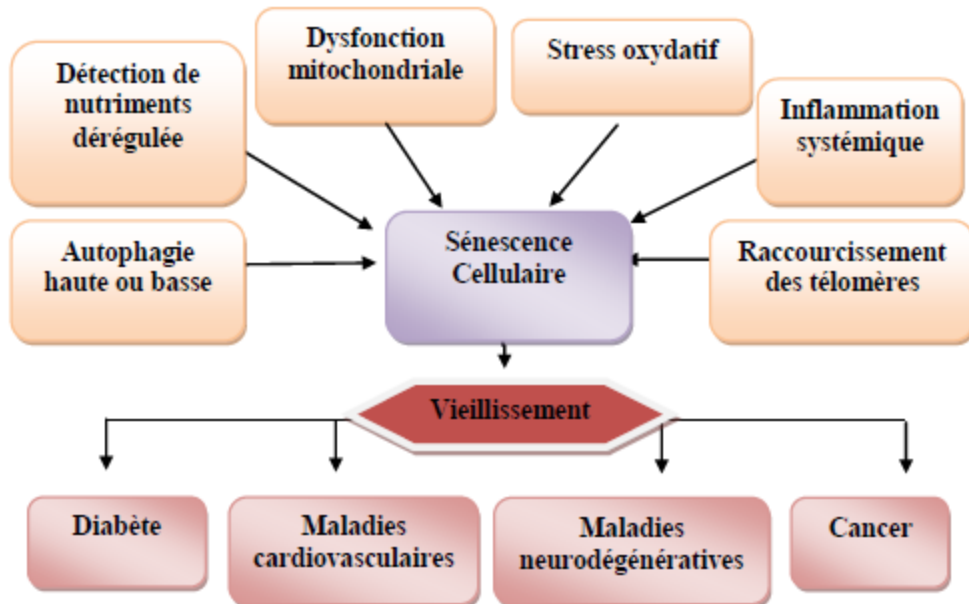 Détection de
nutriments
dérégulée
Dysfonction
mitochondriale
Stress oxydatif
Inflammation
systémique
Autophagie
haute ou basse
Sénescence
Cellulaire
Raccourcissement
des télomères
Vieillissement
Diabète
Maladies
cardiovasculaires
Maladies
neurodégénératives
Cancer